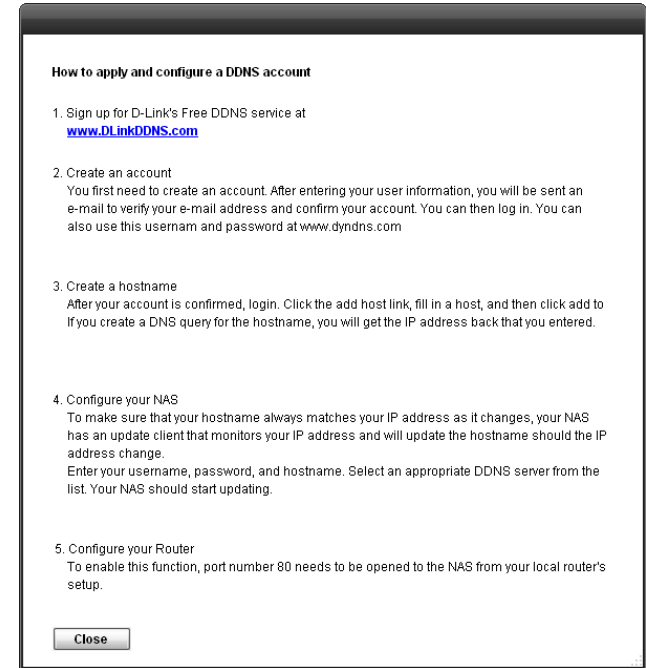 How to apply and configure a DDNS account
1. Sign up for D-Link's Free DDNS service at
www.DLinkDDNS.com
2. Create an account
You first need to create an account. After entering your user information, you will be sent an
e-mail to verify your e-mail address and confirm your account. You can then log in. You can
also use this usernam and password at www.dyndns.com
3. Create a hostname
After your account is confirmed, login. Click the add host link, fill in a host, and then click add to
If you create a DNS query for the hostname, you will get the IP address back that you entered.
4. Configure your NAS
To make sure that your hostname always matches your IP address as it changes, your NAS
has an update client that monitors your IP address and will update the hostname should the IP
address change.
Enter your username, password, and hostname. Select an appropriate DDNS server from the
list. Your NAS should start updating.
5. Configure your Router
To enable this function, port number 80 needs to be opened to the NAS from your local router's
setup.
Close